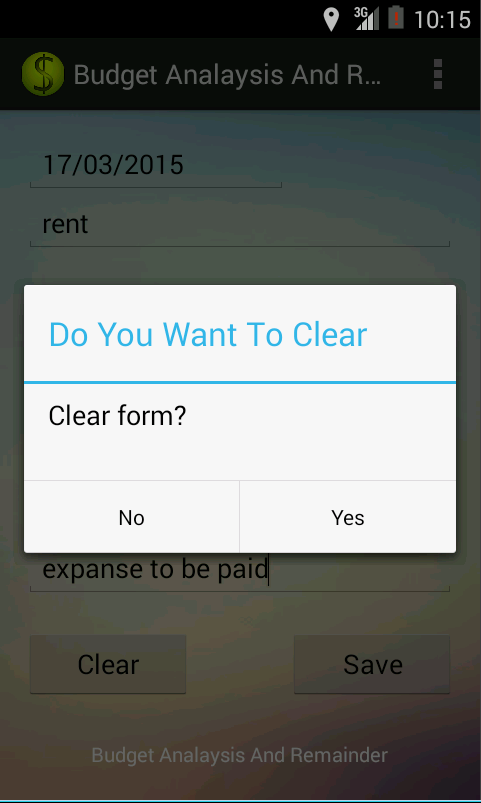 3G 10:15
Budget Analaysis And R...
17/03/2015
rent
Do You Want To Clear
Clear form?
No Yes
expanse to be paid
Clear Save
Budget Analaysis And Remainder